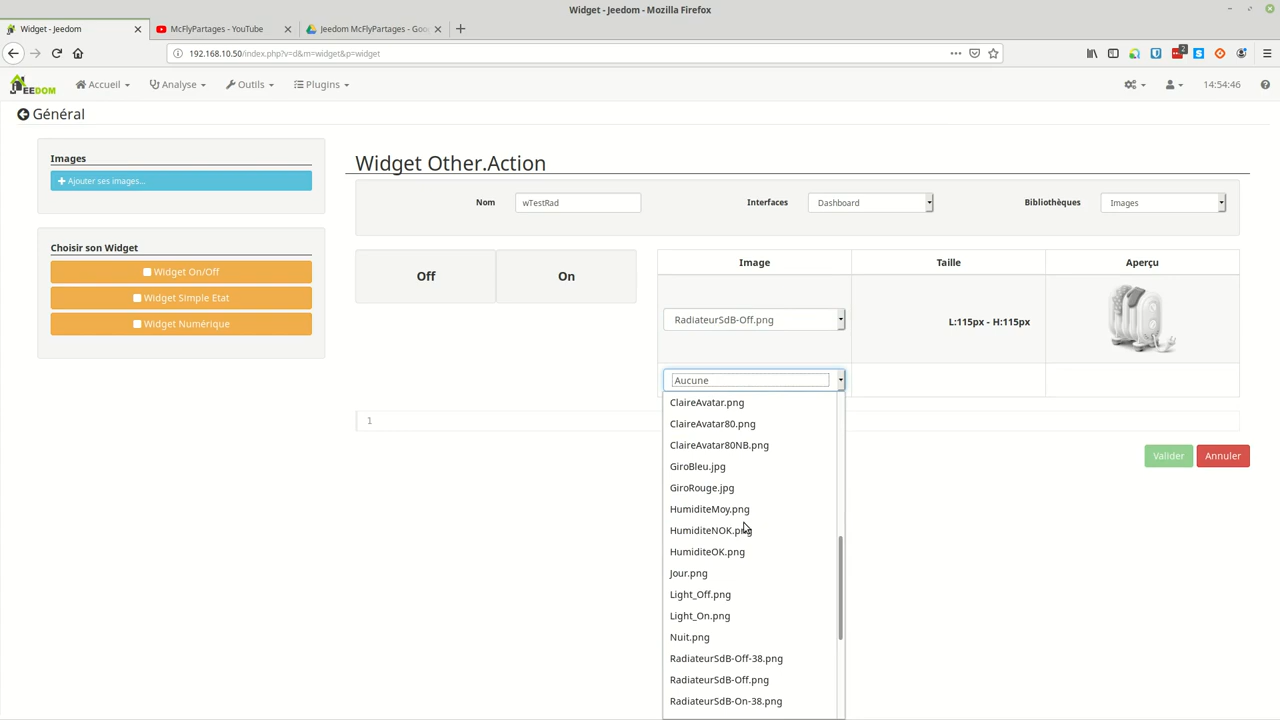 Widget - Jeedom - Mozilla Firefox
Widget - Jeedom
McFlyPartages - YouTube
Jeedom McFlyPartages - Goo
192.168.10.50/index.php?v=d&m=widget&p=widget
2
JEEDOM
Accueil
Analyse
Outils
Plugins
14:54:46
Général
Images
Ajouter ses images...
Choisir son Widget
Widget On/Off
Widget Simple Etat
Widget Numérique
Widget Other.Action
Nom
wTestRad
Interfaces
Dashboard
Bibliothèques
Images
Off
On
Image
Taille
Aperçu
RadiateurSdB-Off.png
L:115px - H:115px
Aucune
1
ClaireAvatar.png
ClaireAvatar80.png
ClaireAvatar80NB.png
GiroBleu.jpg
GiroRouge.jpg
HumiditeMoy.png
HumiditeNOK.png
HumiditeOK.png
Jour.png
Light_Off.png
Light_On.png
Nuit.png
RadiateurSdB-Off-38.png
RadiateurSdB-Off.png
RadiateurSdB-On-38.png
Valider
Annuler